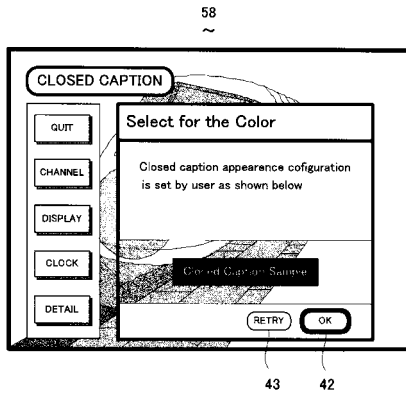 58
~
CLOSED CAPTION
QUIT
CHANNEL
DISPLAY
CLOCK
DETAIL
Select for the Color
Closed caption appearence cofiguration
is set by user as shown below
Closed Caption Sample
RETRY
OK
43
42